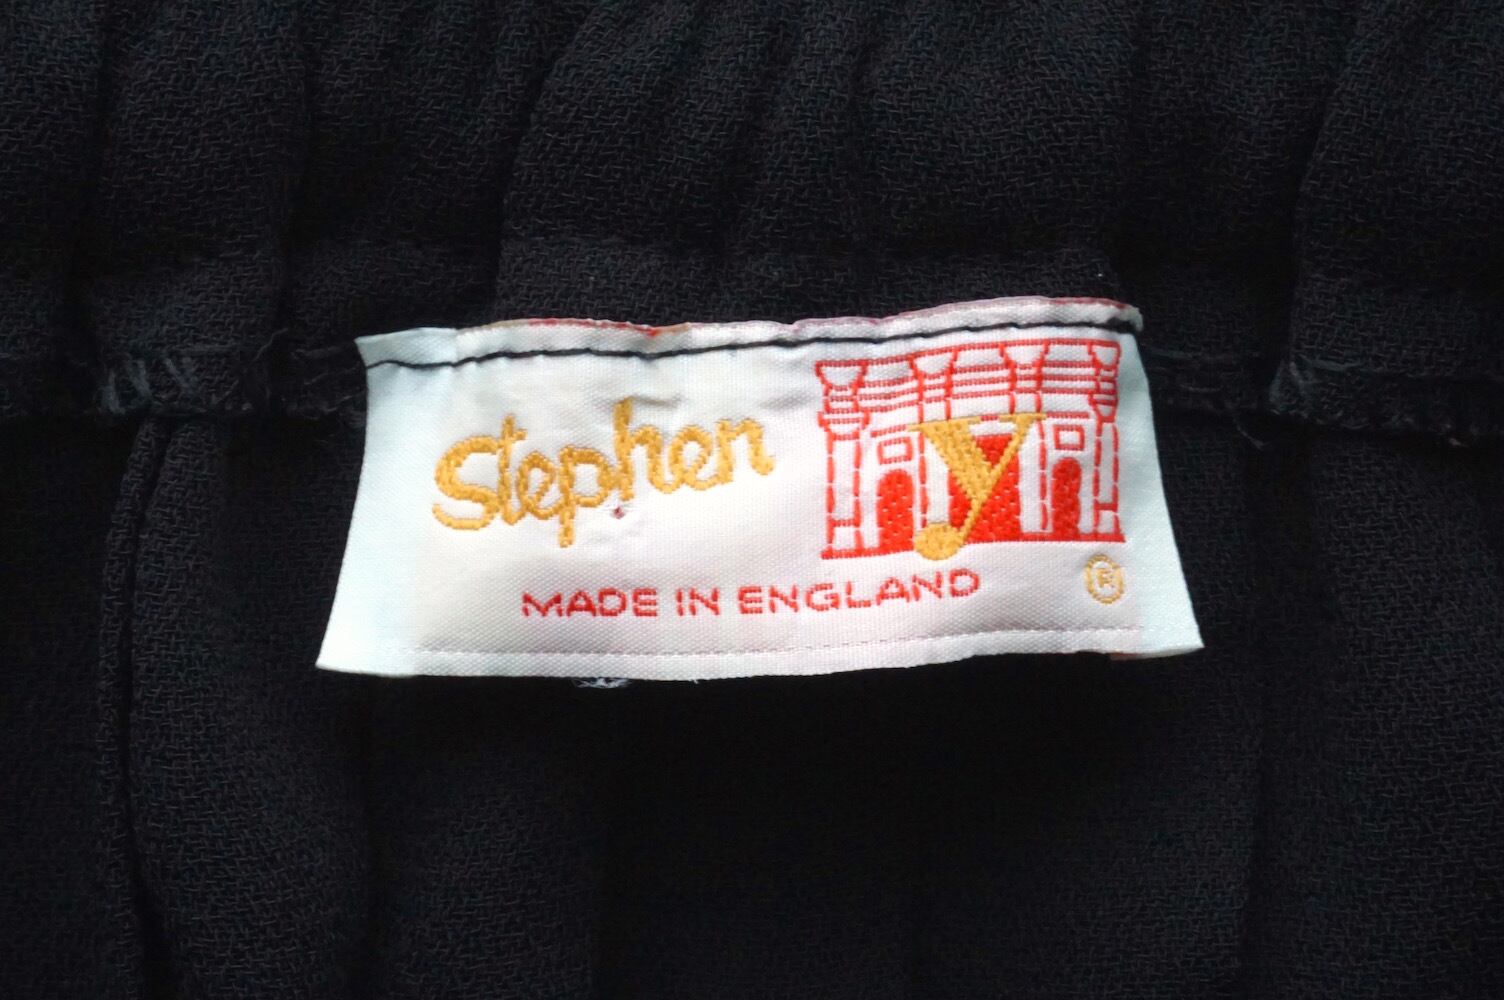 Stephen y
MADE IN ENGLAND ®